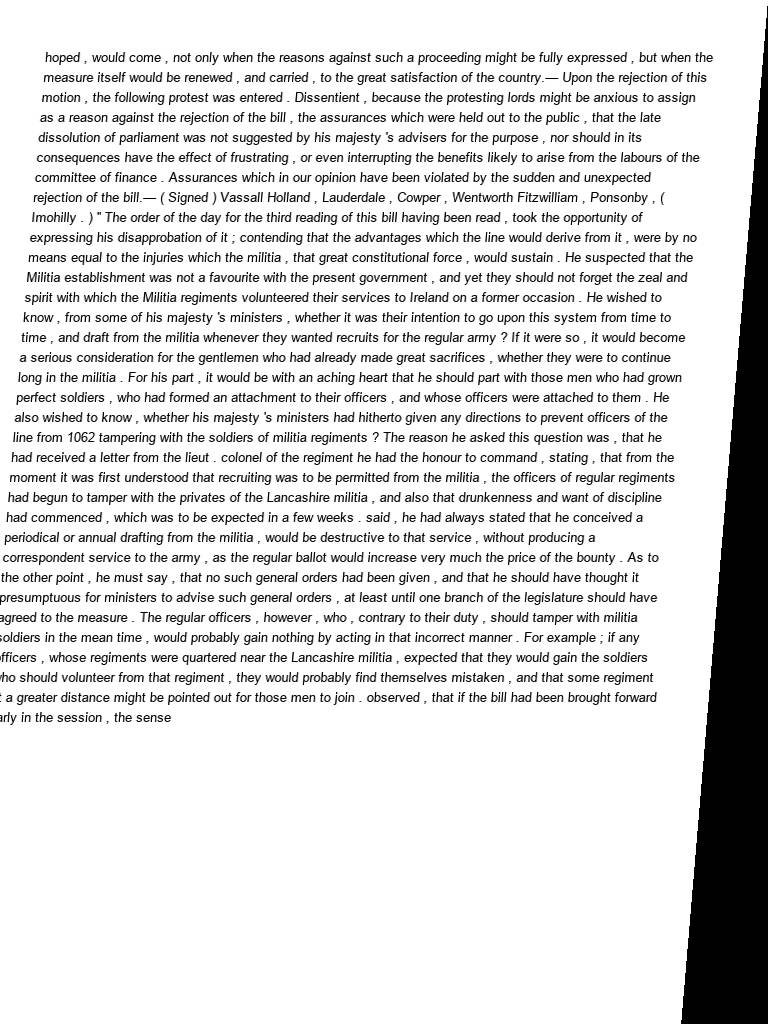 hoped , would come , not only when the reasons against such a proceeding might be fully expressed , but when the
measure itself would be renewed , and carried , to the great satisfaction of the country.— Upon the rejection of this
motion , the following protest was entered . Dissentient , because the protesting lords might be anxious to assign
as a reason against the rejection of the bill , the assurances which were held out to the public , that the late
dissolution of parliament was not suggested by his majesty 's advisers for the purpose , nor should in its
consequences have the effect of frustrating , or even interrupting the benefits likely to arise from the labours of the
committee of finance . Assurances which in our opinion have been violated by the sudden and unexpected
rejection of the bill.— ( Signed ) Vassall Holland , Lauderdale , Cowper , Wentworth Fitzwilliam , Ponsonby , (
Imohilly . ) " The order of the day for the third reading of this bill having been read , took the opportunity of
expressing his disapprobation of it ; contending that the advantages which the line would derive from it , were by no
means equal to the injuries which the militia , that great constitutional force , would sustain . He suspected that the
Militia establishment was not a favourite with the present government , and yet they should not forget the zeal and
spirit with which the Militia regiments volunteered their services to Ireland on a former occasion . He wished to
know , from some of his majesty 's ministers , whether it was their intention to go upon this system from time to
time , and draft from the militia whenever they wanted recruits for the regular army ? If it were so , it would become
a serious consideration for the gentlemen who had already made great sacrifices , whether they were to continue
long in the militia . For his part , it would be with an aching heart that he should part with those men who had grown
perfect soldiers , who had formed an attachment to their officers , and whose officers were attached to them . He
also wished to know , whether his majesty 's ministers had hitherto given any directions to prevent officers of the
line from 1062 tampering with the soldiers of militia regiments ? The reason he asked this question was , that he
had received a letter from the lieut . colonel of the regiment he had the honour to command , stating , that from the
moment it was first understood that recruiting was to be permitted from the militia , the officers of regular regiments
had begun to tamper with the privates of the Lancashire militia , and also that drunkenness and want of discipline
had commenced , which was to be expected in a few weeks . said , he had always stated that he conceived a
periodical or annual drafting from the militia , would be destructive to that service , without producing a
correspondent service to the army , as the regular ballot would increase very much the price of the bounty . As to
the other point , he must say , that no such general orders had been given , and that he should have thought it
presumptuous for ministers to advise such general orders , at least until one branch of the legislature should have
agreed to the measure . The regular officers , however , who , contrary to their duty , should tamper with militia
soldiers in the mean time , would probably gain nothing by acting in that incorrect manner . For example ; if any
officers , whose regiments were quartered near the Lancashire militia , expected that they would gain the soldiers
who should volunteer from that regiment , they would probably find themselves mistaken , and that some regiment
t a greater distance might be pointed out for those men to join . observed , that if the bill had been brought forward
arly in the session , the sense